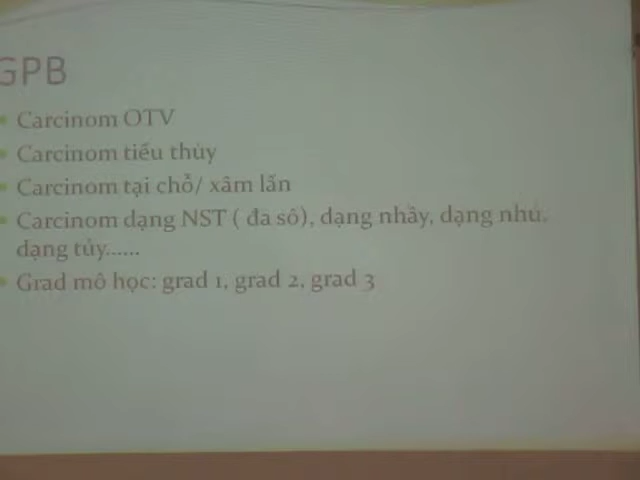 GPB
Carcinom OTV
Carcinom tiểu thùy
Carcinom tại chỗ/ xâm lấn
Carcinom dạng NST ( đa số), dạng nhầy, dạng nhú,
dạng tủy......
Grad mô học: grad 1, grad 2, grad 3